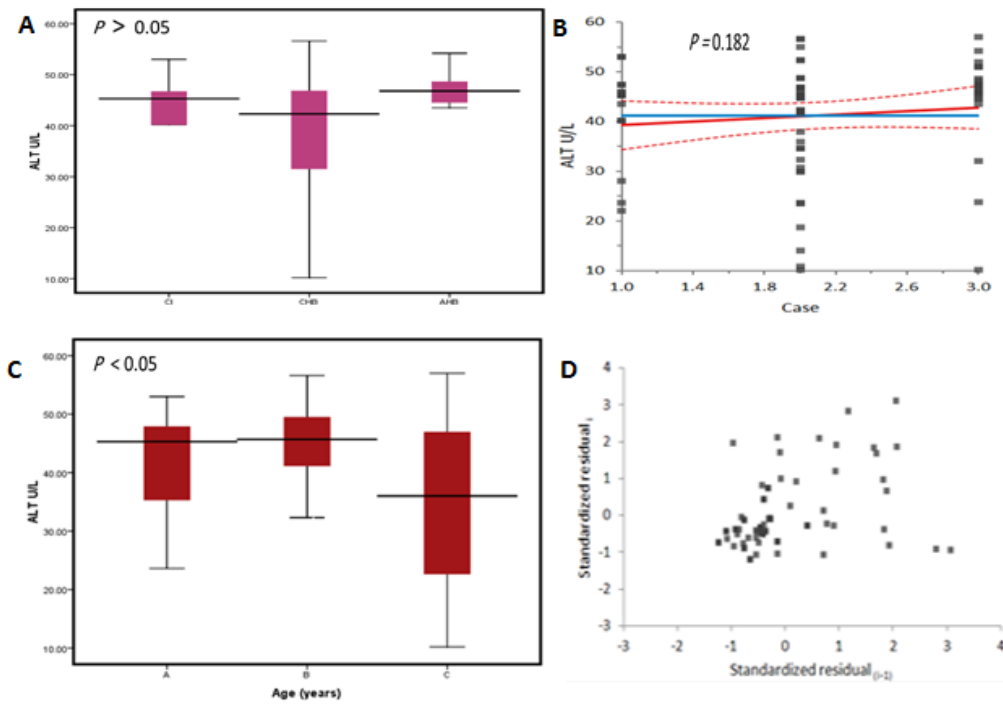 A
P > 0.05
60.00
50.00
40.00
30.00
20.00
10.00
ALT U/L
CI
CHB
AHB
B
P = 0.182
60
50
40
30
20
10
ALT U/L
1.0
1.4
1.8
2.2
2.6
3.0
Case
C
P < 0.05
60.00
50.00
40.00
30.00
20.00
10.00
ALT U/L
A
B
C
Age (years)
D
4
3
2
1
0
-1
-2
-3
Standardized residual i
-3
-2
-1
0
1
2
3
4
Standardized residual (i-1)